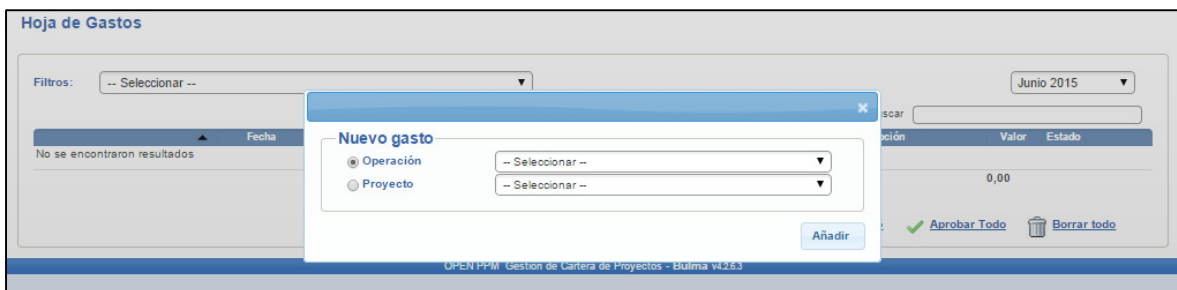 Hoja de Gastos
Filtros: -- Seleccionar -- Junio 2015
Fecha Valor Estado
No se encontraron resultados
0,00
Nuevo gasto
Operación -- Seleccionar --
Proyecto -- Seleccionar --
Añadir
Aprobar Todo Borrar todo
OPEN PPM Gestion de Cartera de Proyectos - Bulma v4.2.6.3